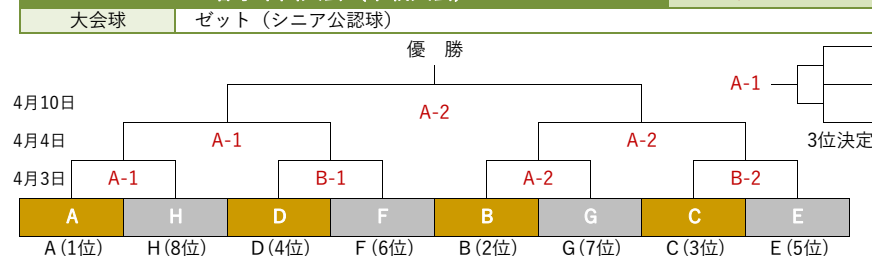 大会球 ゼット（シニア公認球）
優　勝
A-1
4月10日
A-2
4月4日 A-1 A-2 3位決定
4月3日 A-1 B-1 A-2 B-2
A H D F B G C E
A(1位) H(8位) D(4位) F(6位) B(2位) G(7位) C(3位) E(5位)